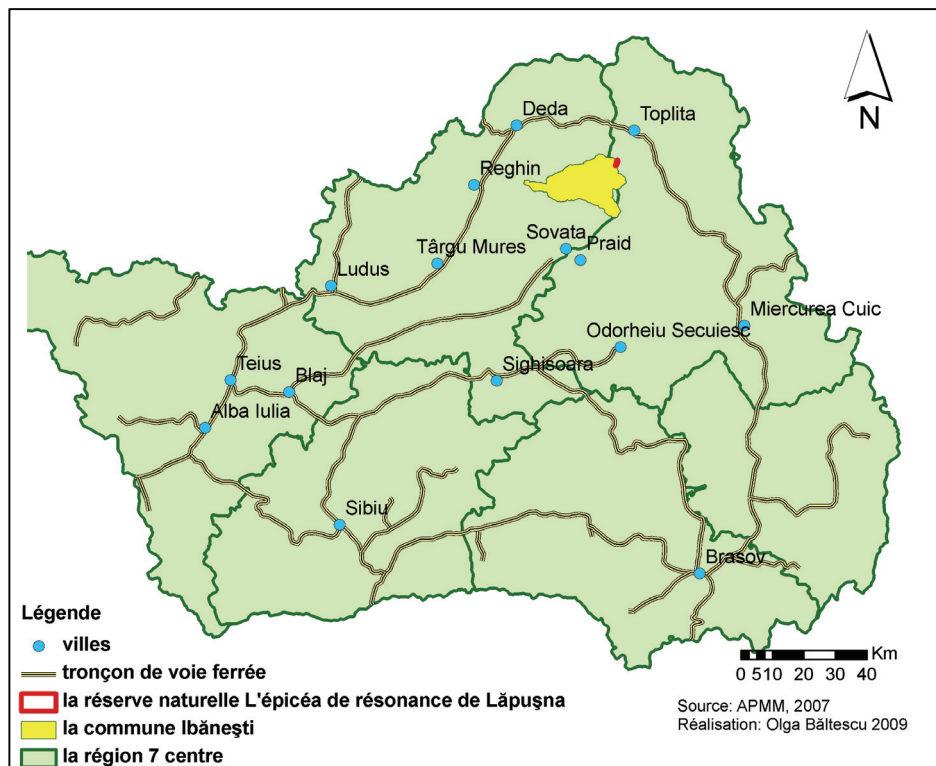 Deda
Toplita
N
Reghin
Sovata
Praid
Târgu Mures
Ludus
Miercurea Cuic
Odorheiu Secuiesc
Teius
Blaj
Sighisoara
Alba Iulia
Sibiu
Brasov
Légende
villes
tronçon de voie ferrée
la réserve naturelle L'épicéa de résonance de Lăpuşna
la commune Ibăneşti
la région 7 centre
Km
0 510 20 30 40
Source: APMM, 2007
Réalisation: Olga Băltescu 2009